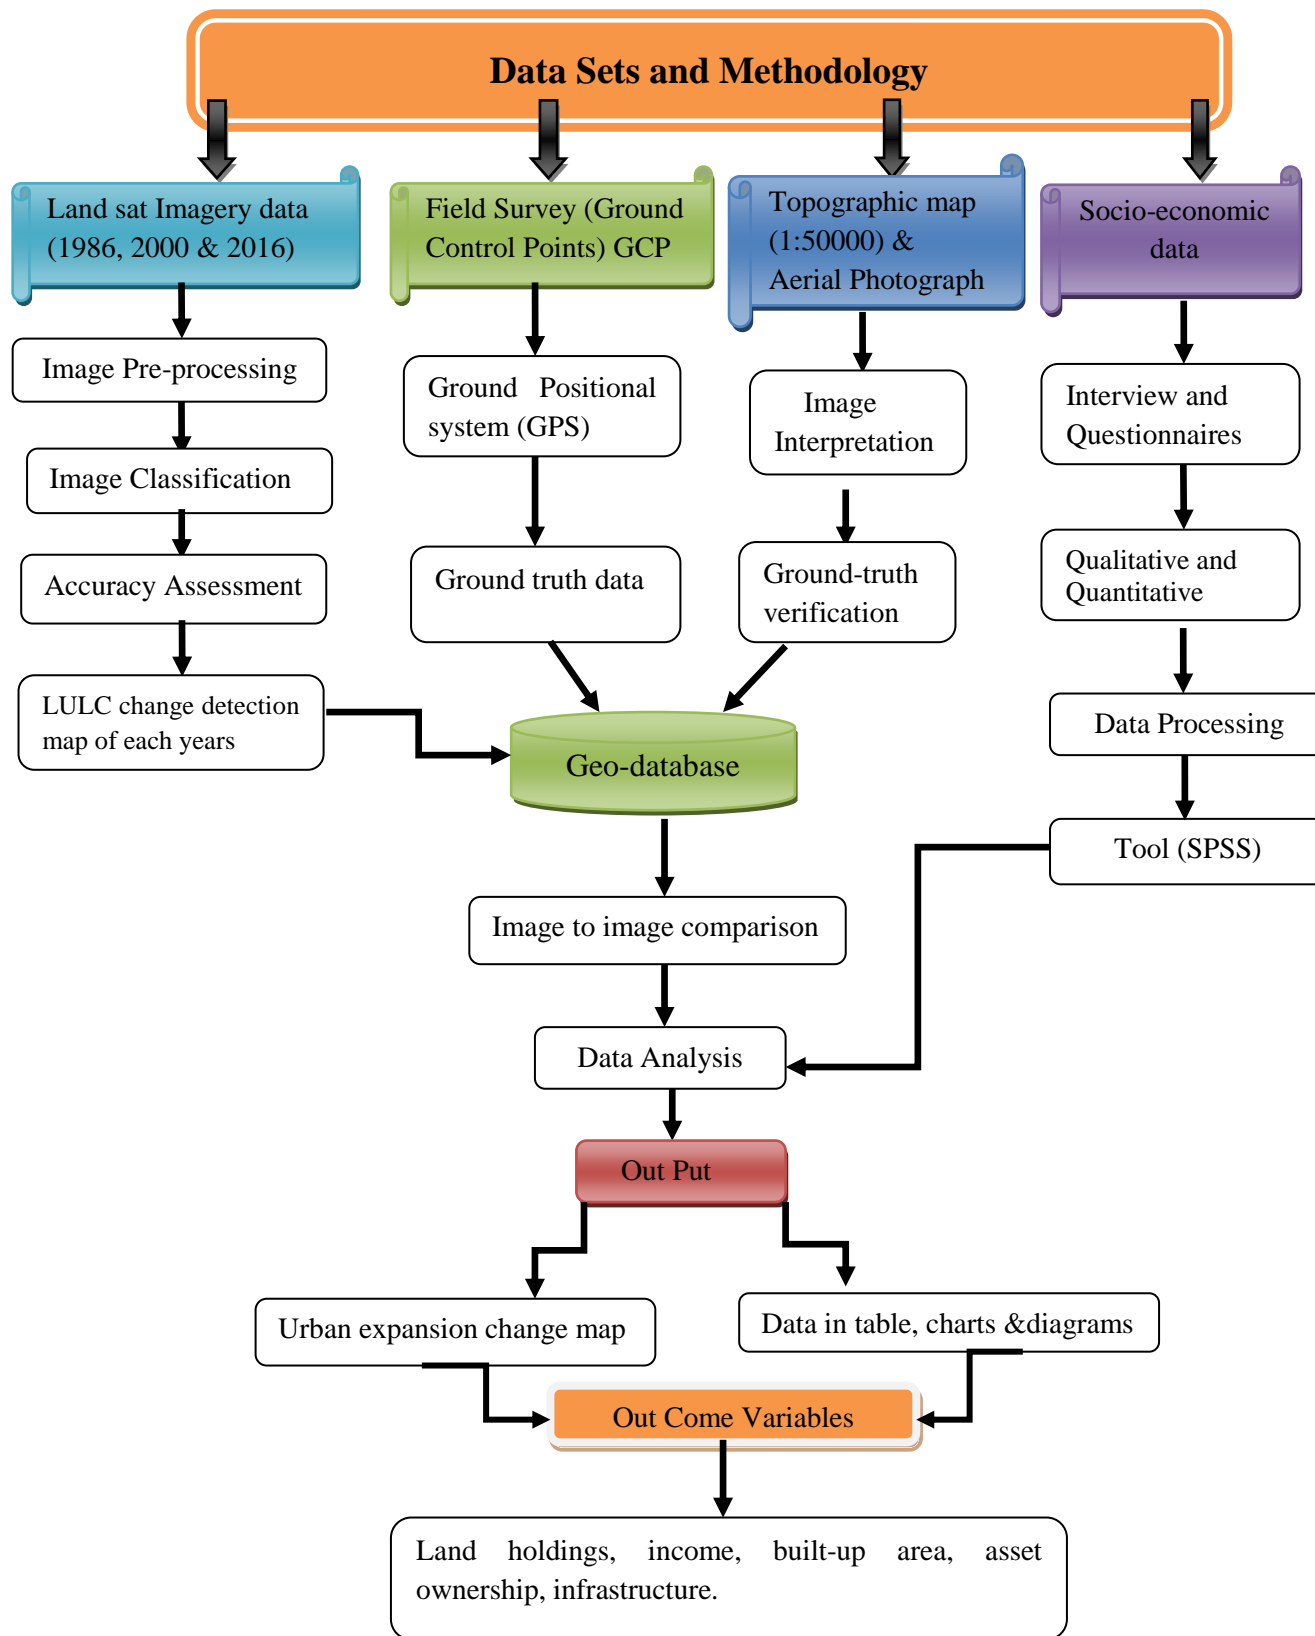 Data Sets and Methodology
Land sat Imagery data
(1986, 2000 & 2016)
Field Survey (Ground
Control Points) GCP
Topographic map
(1:50000) &
Aerial Photograph
Socio-economic
data
Image Pre-processing
Ground Positional
system (GPS)
Image
Interpretation
Interview and
Questionnaires
Image Classification
Accuracy Assessment
Ground truth data
Ground-truth
verification
Qualitative and
Quantitative
LULC change detection
map of each years
Geo-database
Data Processing
Tool (SPSS)
Image to image comparison
Data Analysis
Out Put
Urban expansion change map
Data in table, charts &diagrams
Out Come Variables
Land holdings, income, built-up area, asset
ownership, infrastructure.